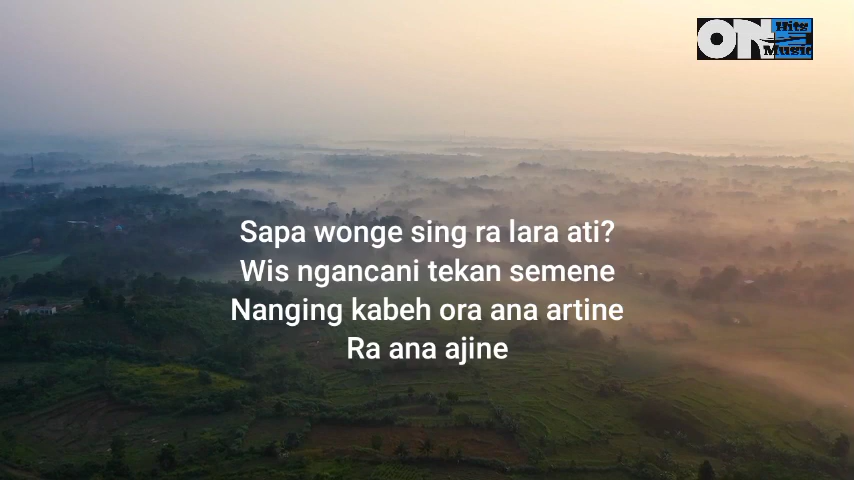 ON Hits
Music
Sapa wonge sing ra lara ati?
Wis ngancani tekan semene
Nanging kabeh ora ana artine
Ra ana ajine